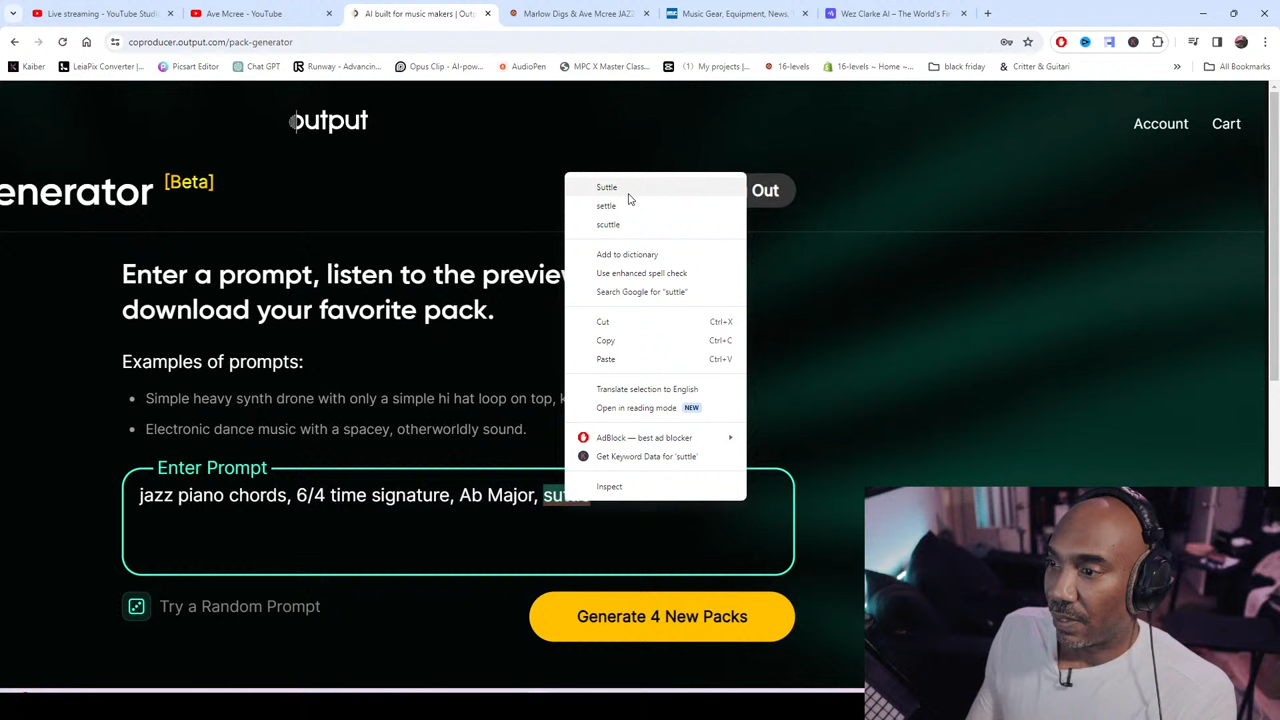 Live streaming - YouTube Studi
Ave Mcree - YouTube
AI built for music makers | Outp
Marlow Digs & Ave Mcree JAZZ
Music Gear, Equipment, News, T
Wez Clarke AI – The World's Fi
coproducer.output.com/pack-generator
Kaiber
LeiaPix Converter |...
Picsart Editor
Chat GPT
Runway - Advancin...
Opus Clip - AI-pow...
AudioPen
MPC X Master Class...
(1) My projects | ...
16-levels
16-levels ~ Home ~...
black friday
Critter & Guitari
All Bookmarks
output
Account
Cart
enerator [Beta]
Out
Enter a prompt, listen to the preview
download your favorite pack.
Examples of prompts:
Simple heavy synth drone with only a simple hi hat loop on top, k
Electronic dance music with a spacey, otherworldly sound.
Enter Prompt
jazz piano chords, 6/4 time signature, Ab Major, suttle
Try a Random Prompt
Generate 4 New Packs
Suttle
settle
scuttle
Add to dictionary
Use enhanced spell check
Search Google for "suttle"
Cut Ctrl+X
Copy Ctrl+C
Paste Ctrl+V
Translate selection to English
Open in reading mode NEW
AdBlock — best ad blocker
Get Keyword Data for 'suttle'
Inspect